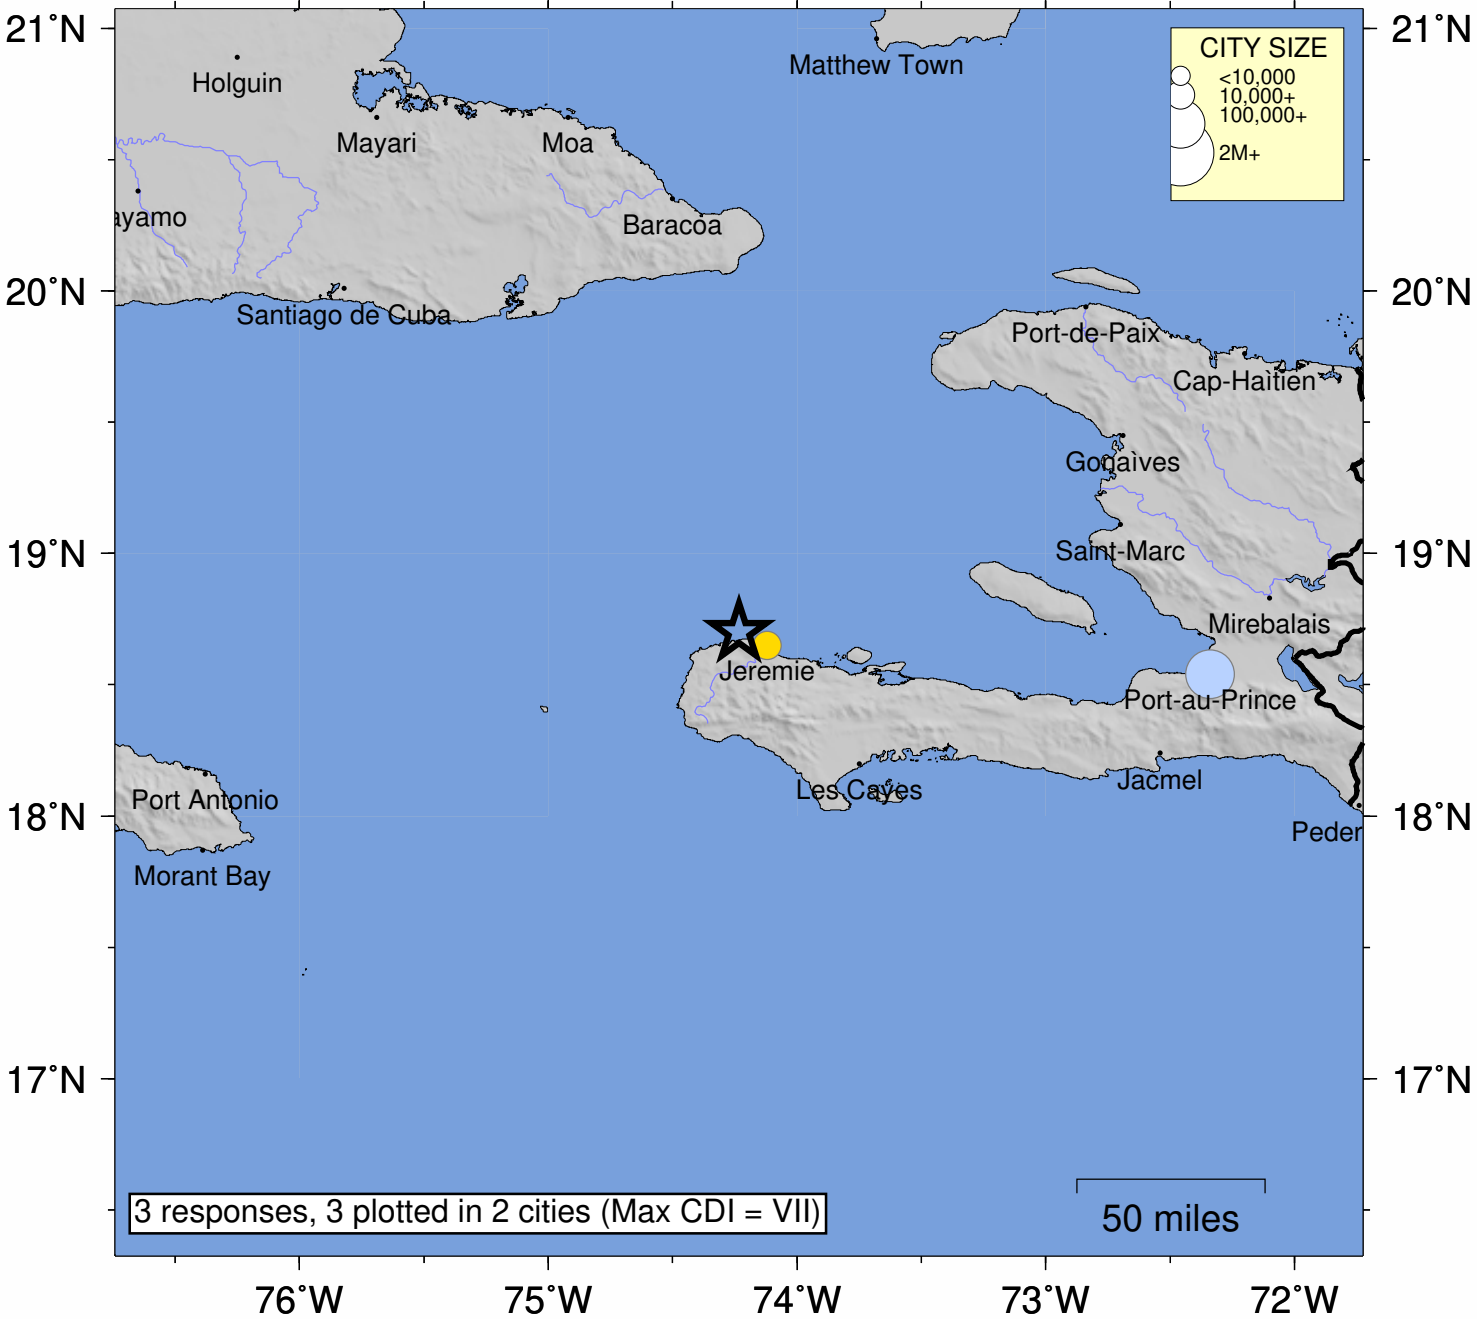 21˚N
21˚N
Holguin
Matthew Town
CITY SIZE
<10,000
10,000+
100,000+
2M+
Mayari
Moa
ayamo
Baracoa
20˚N
20˚N
Santiago de Cuba
Port-de-Paix
Cap-Haïtien
Gonaïves
19˚N
19˚N
Saint-Marc
Mirebalais
Jeremie
Port-au-Prince
Jacmel
Les Cayes
Port Antonio
18˚N
18˚N
Peder
Morant Bay
17˚N
17˚N
3 responses, 3 plotted in 2 cities (Max CDI = VII)
50 miles
76˚W
75˚W
74˚W
73˚W
72˚W